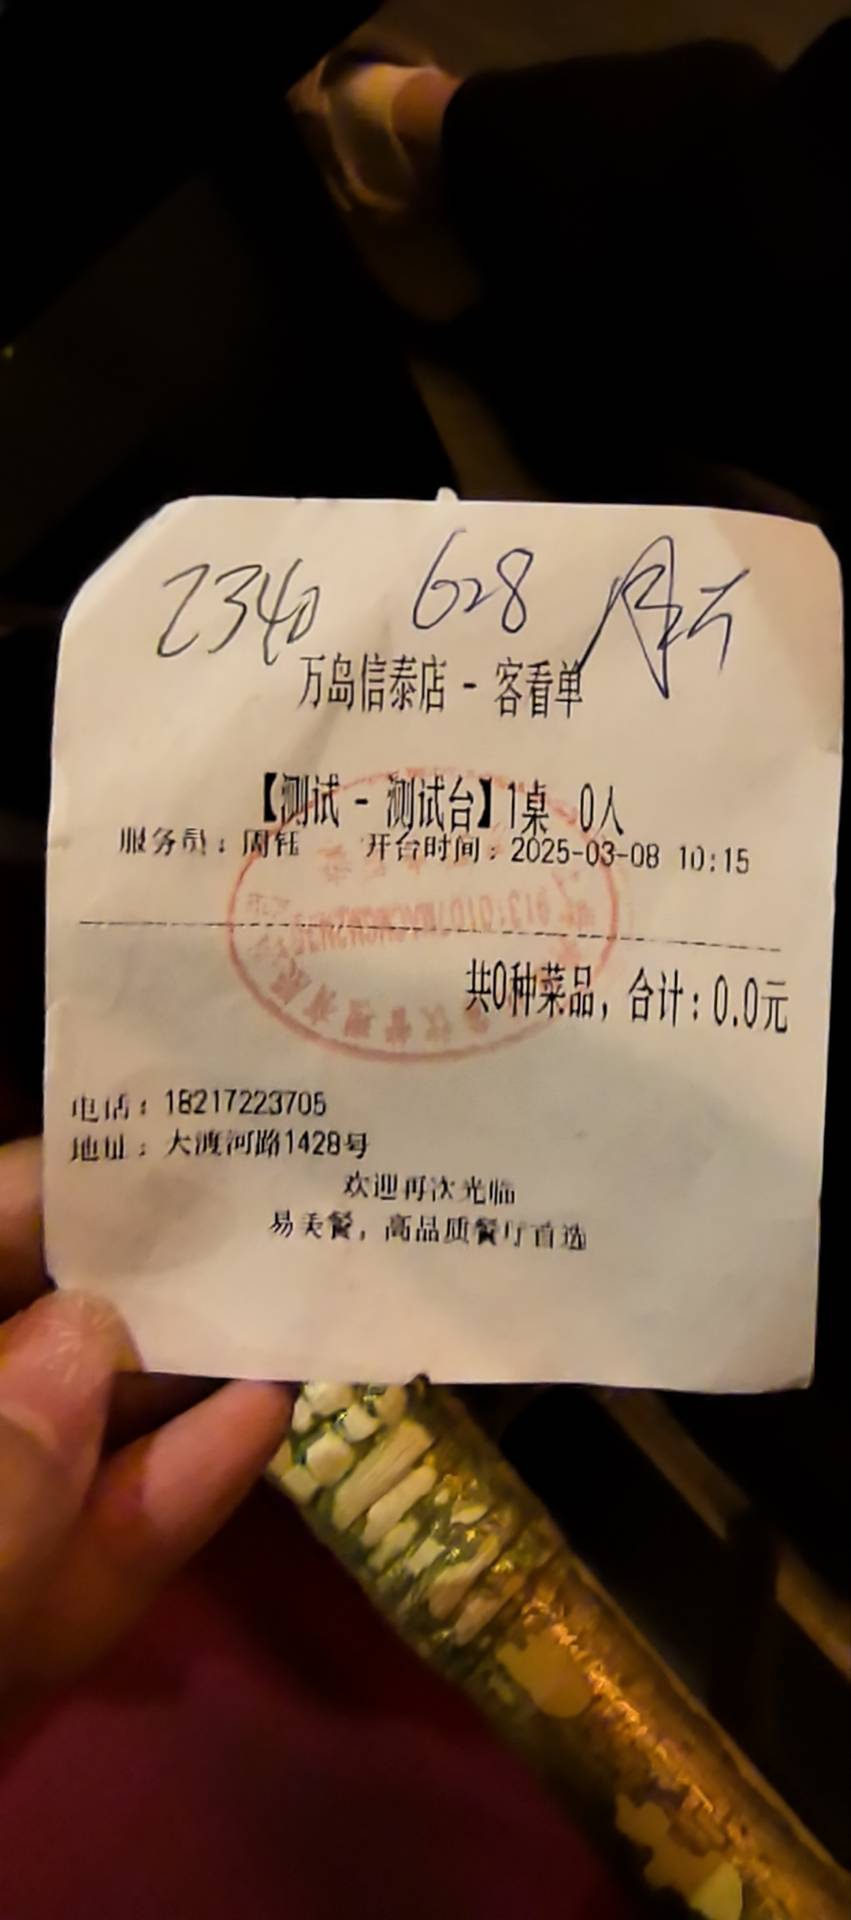 2340 628
万岛信泰店 - 客看单
【测试 - 测试台】1桌 0人
服务员：周钰 开台时间：2025-03-08 10:15
共0种菜品，合计：0.0元
电话：18217223705
地址：大渡河路1428号
欢迎再次光临
易美餐，高品质餐厅首选